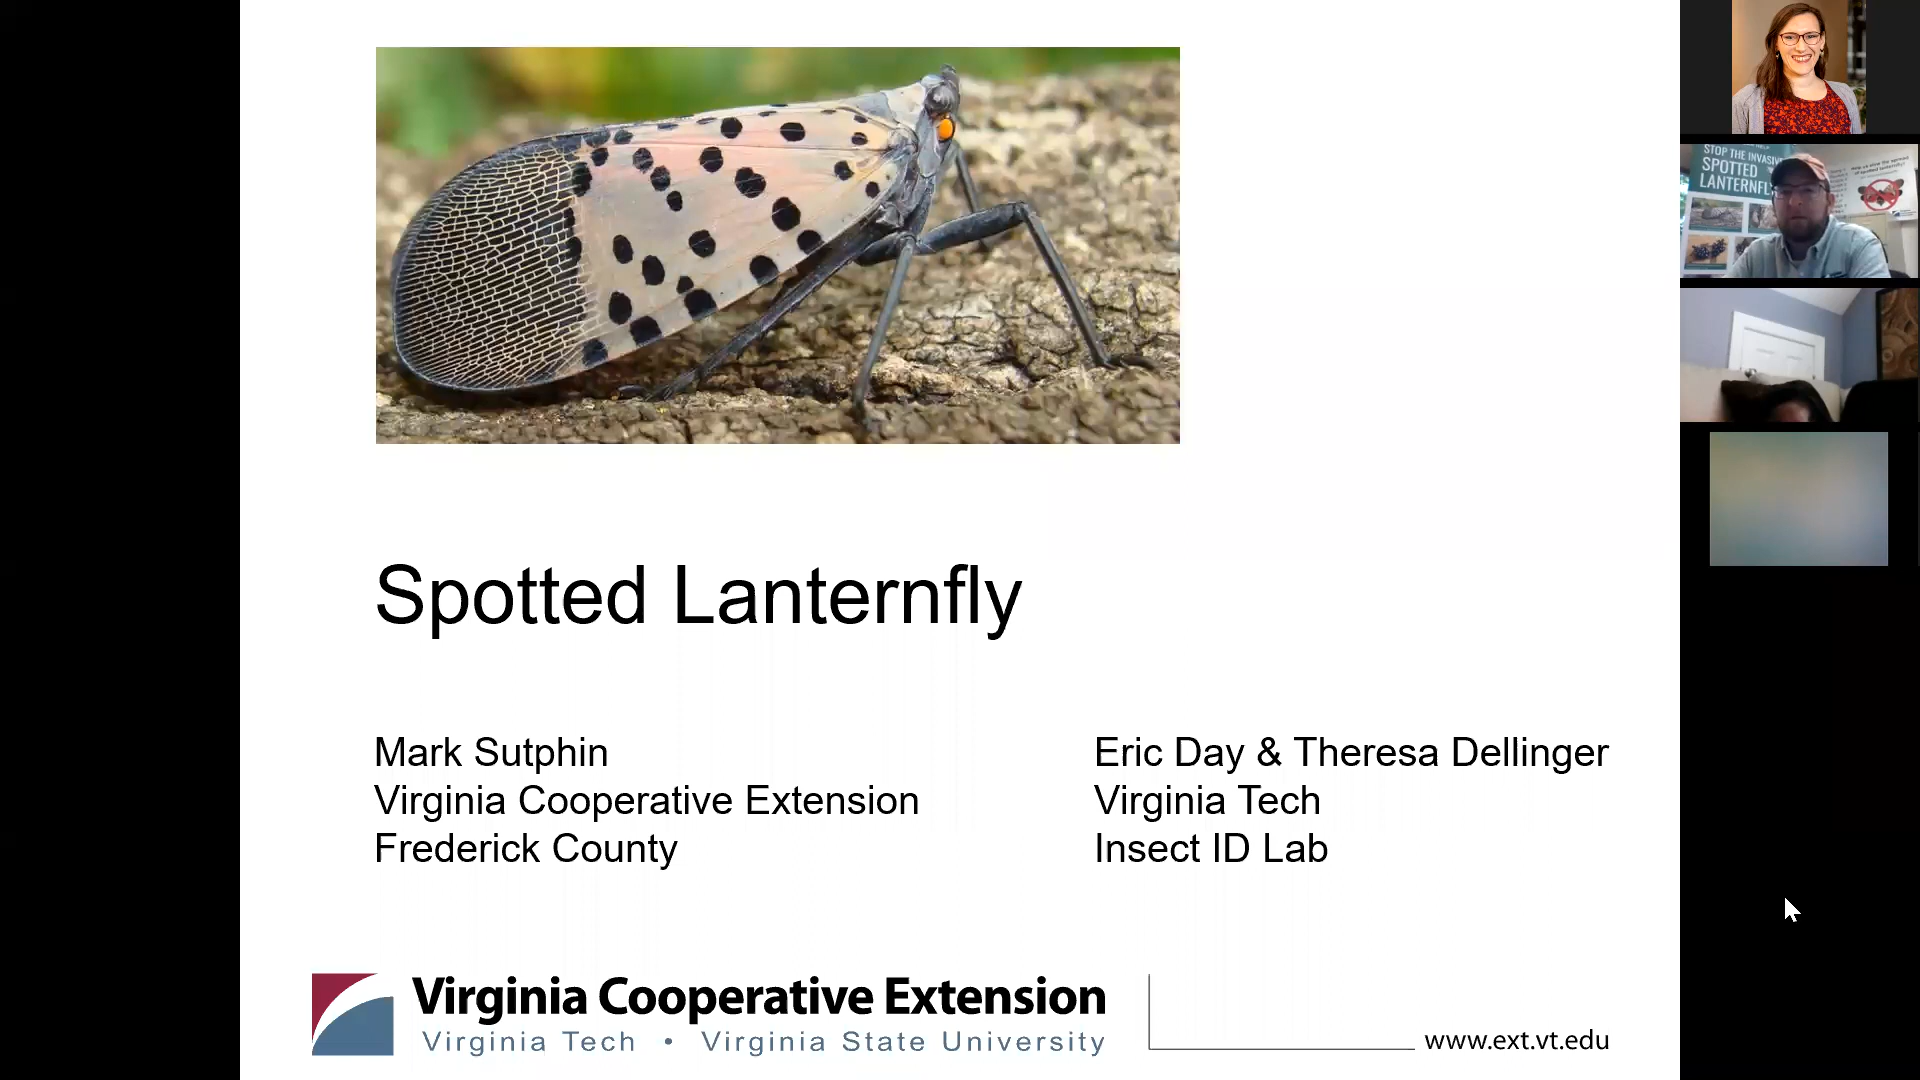 Spotted Lanternfly
Mark Sutphin
Virginia Cooperative Extension
Frederick County
Eric Day & Theresa Dellinger
Virginia Tech
Insect ID Lab
Virginia Cooperative Extension
Virginia Tech • Virginia State University
www.ext.vt.edu
STOP THE INVASIVE
SPOTTED
LANTERNFLY